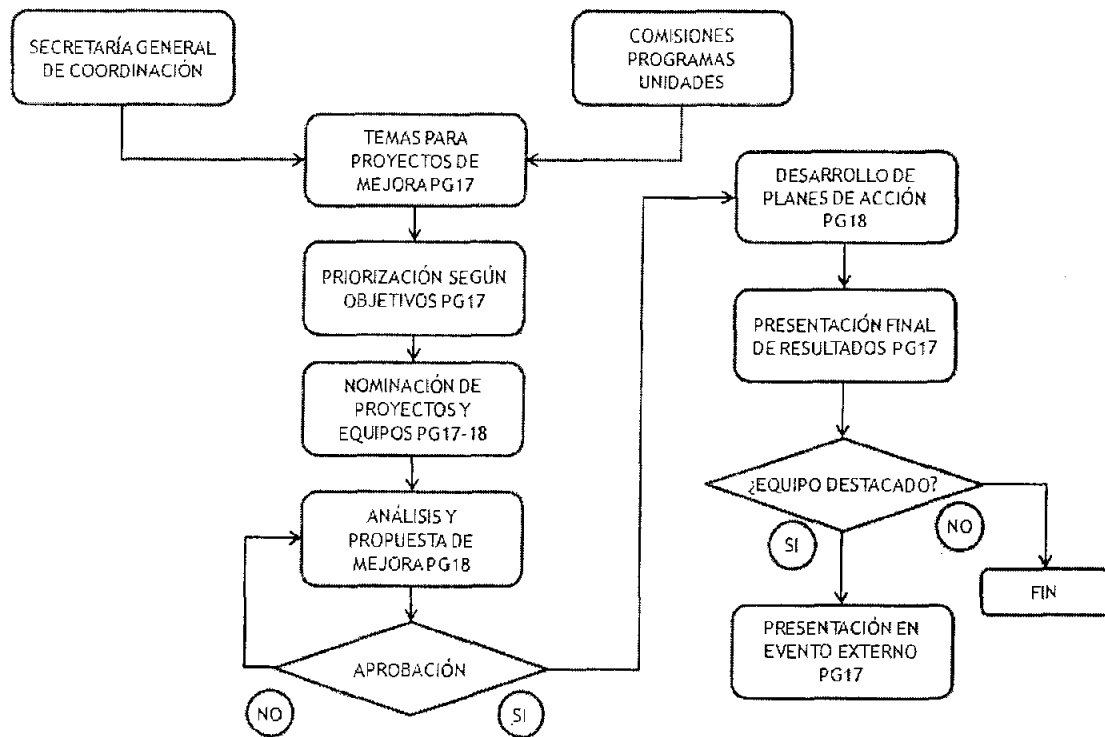 SECRETARÍA GENERAL
DE COORDINACIÓN
COMISIONES
PROGRAMAS
UNIDADES
TEMAS PARA
PROYECTOS DE
MEJORA PG17
PRIORIZACIÓN SEGÚN
OBJETIVOS PG17
NOMINACIÓN DE
PROYECTOS Y
EQUIPOS PG17-18
ANÁLISIS Y
PROPUESTA DE
MEJORA PG18
APROBACIÓN
NO
SI
DESARROLLO DE
PLANES DE ACCIÓN
PG18
PRESENTACIÓN FINAL
DE RESULTADOS PG17
¿EQUIPO DESTACADO?
SI
NO
FIN
PRESENTACIÓN EN
EVENTO EXTERNO
PG17